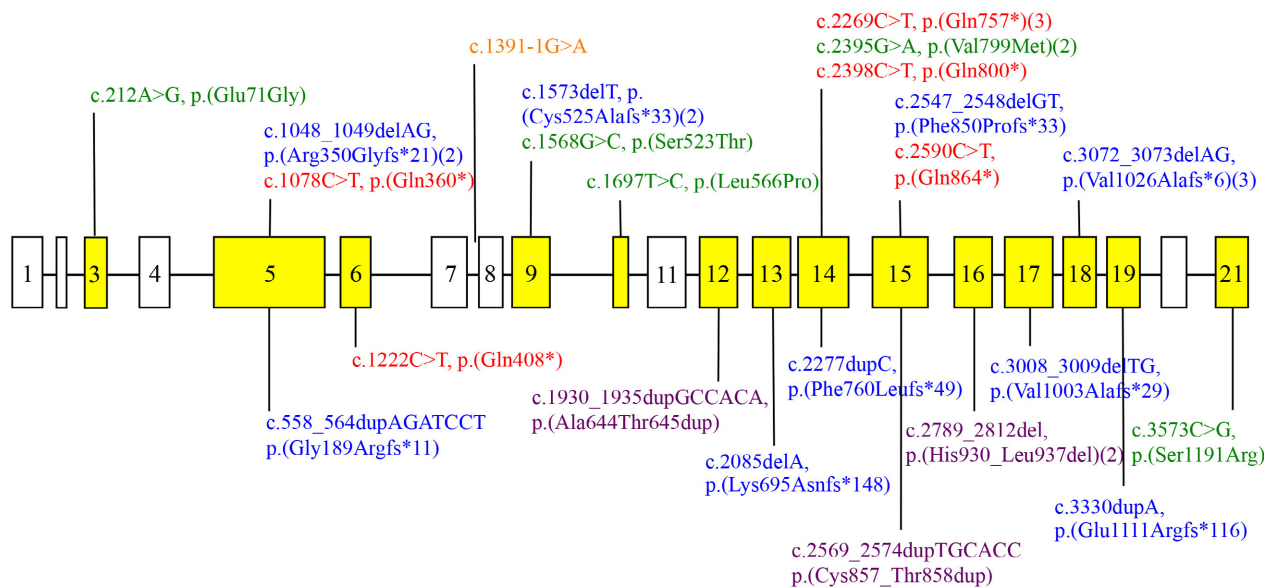 c.2269C>T, p.(Gln757*)(3)
c.2395G>A, p.(Val799Met)(2)
c.2398C>T, p.(Gln800*)
c.1391-1G>A
c.212A>G, p.(Glu71Gly)
c.1573delT, p.
(Cys525Alafs*33)(2)
c.1568G>C, p.(Ser523Thr)
c.2547_2548delGT,
p.(Phe850Profs*33)
c.2590C>T,
p.(Gln864*)
c.1048_1049delAG,
p.(Arg350Glyfs*21)(2)
c.1078C>T, p.(Gln360*)
c.3072_3073delAG,
p.(Val1026Alafs*6)(3)
c.1697T>C, p.(Leu566Pro)
1 3 4 5 6 7 8 9 11 12 13 14 15 16 17 18 19 21
c.1222C>T, p.(Gln408*)
c.2277dupC,
p.(Phe760Leufs*49)
c.3008_3009delTG,
p.(Val1003Alafs*29)
c.1930_1935dupGCCACA,
p.(Ala644Thr645dup)
c.558_564dupAGATCCT
p.(Gly189Argfs*11)
c.2789_2812del,
p.(His930_Leu937del)(2)
c.3573C>G,
p.(Ser1191Arg)
c.2085delA,
p.(Lys695Asnfs*148)
c.3330dupA,
p.(Glu1111Argfs*116)
c.2569_2574dupTGCACC
p.(Cys857_Thr858dup)